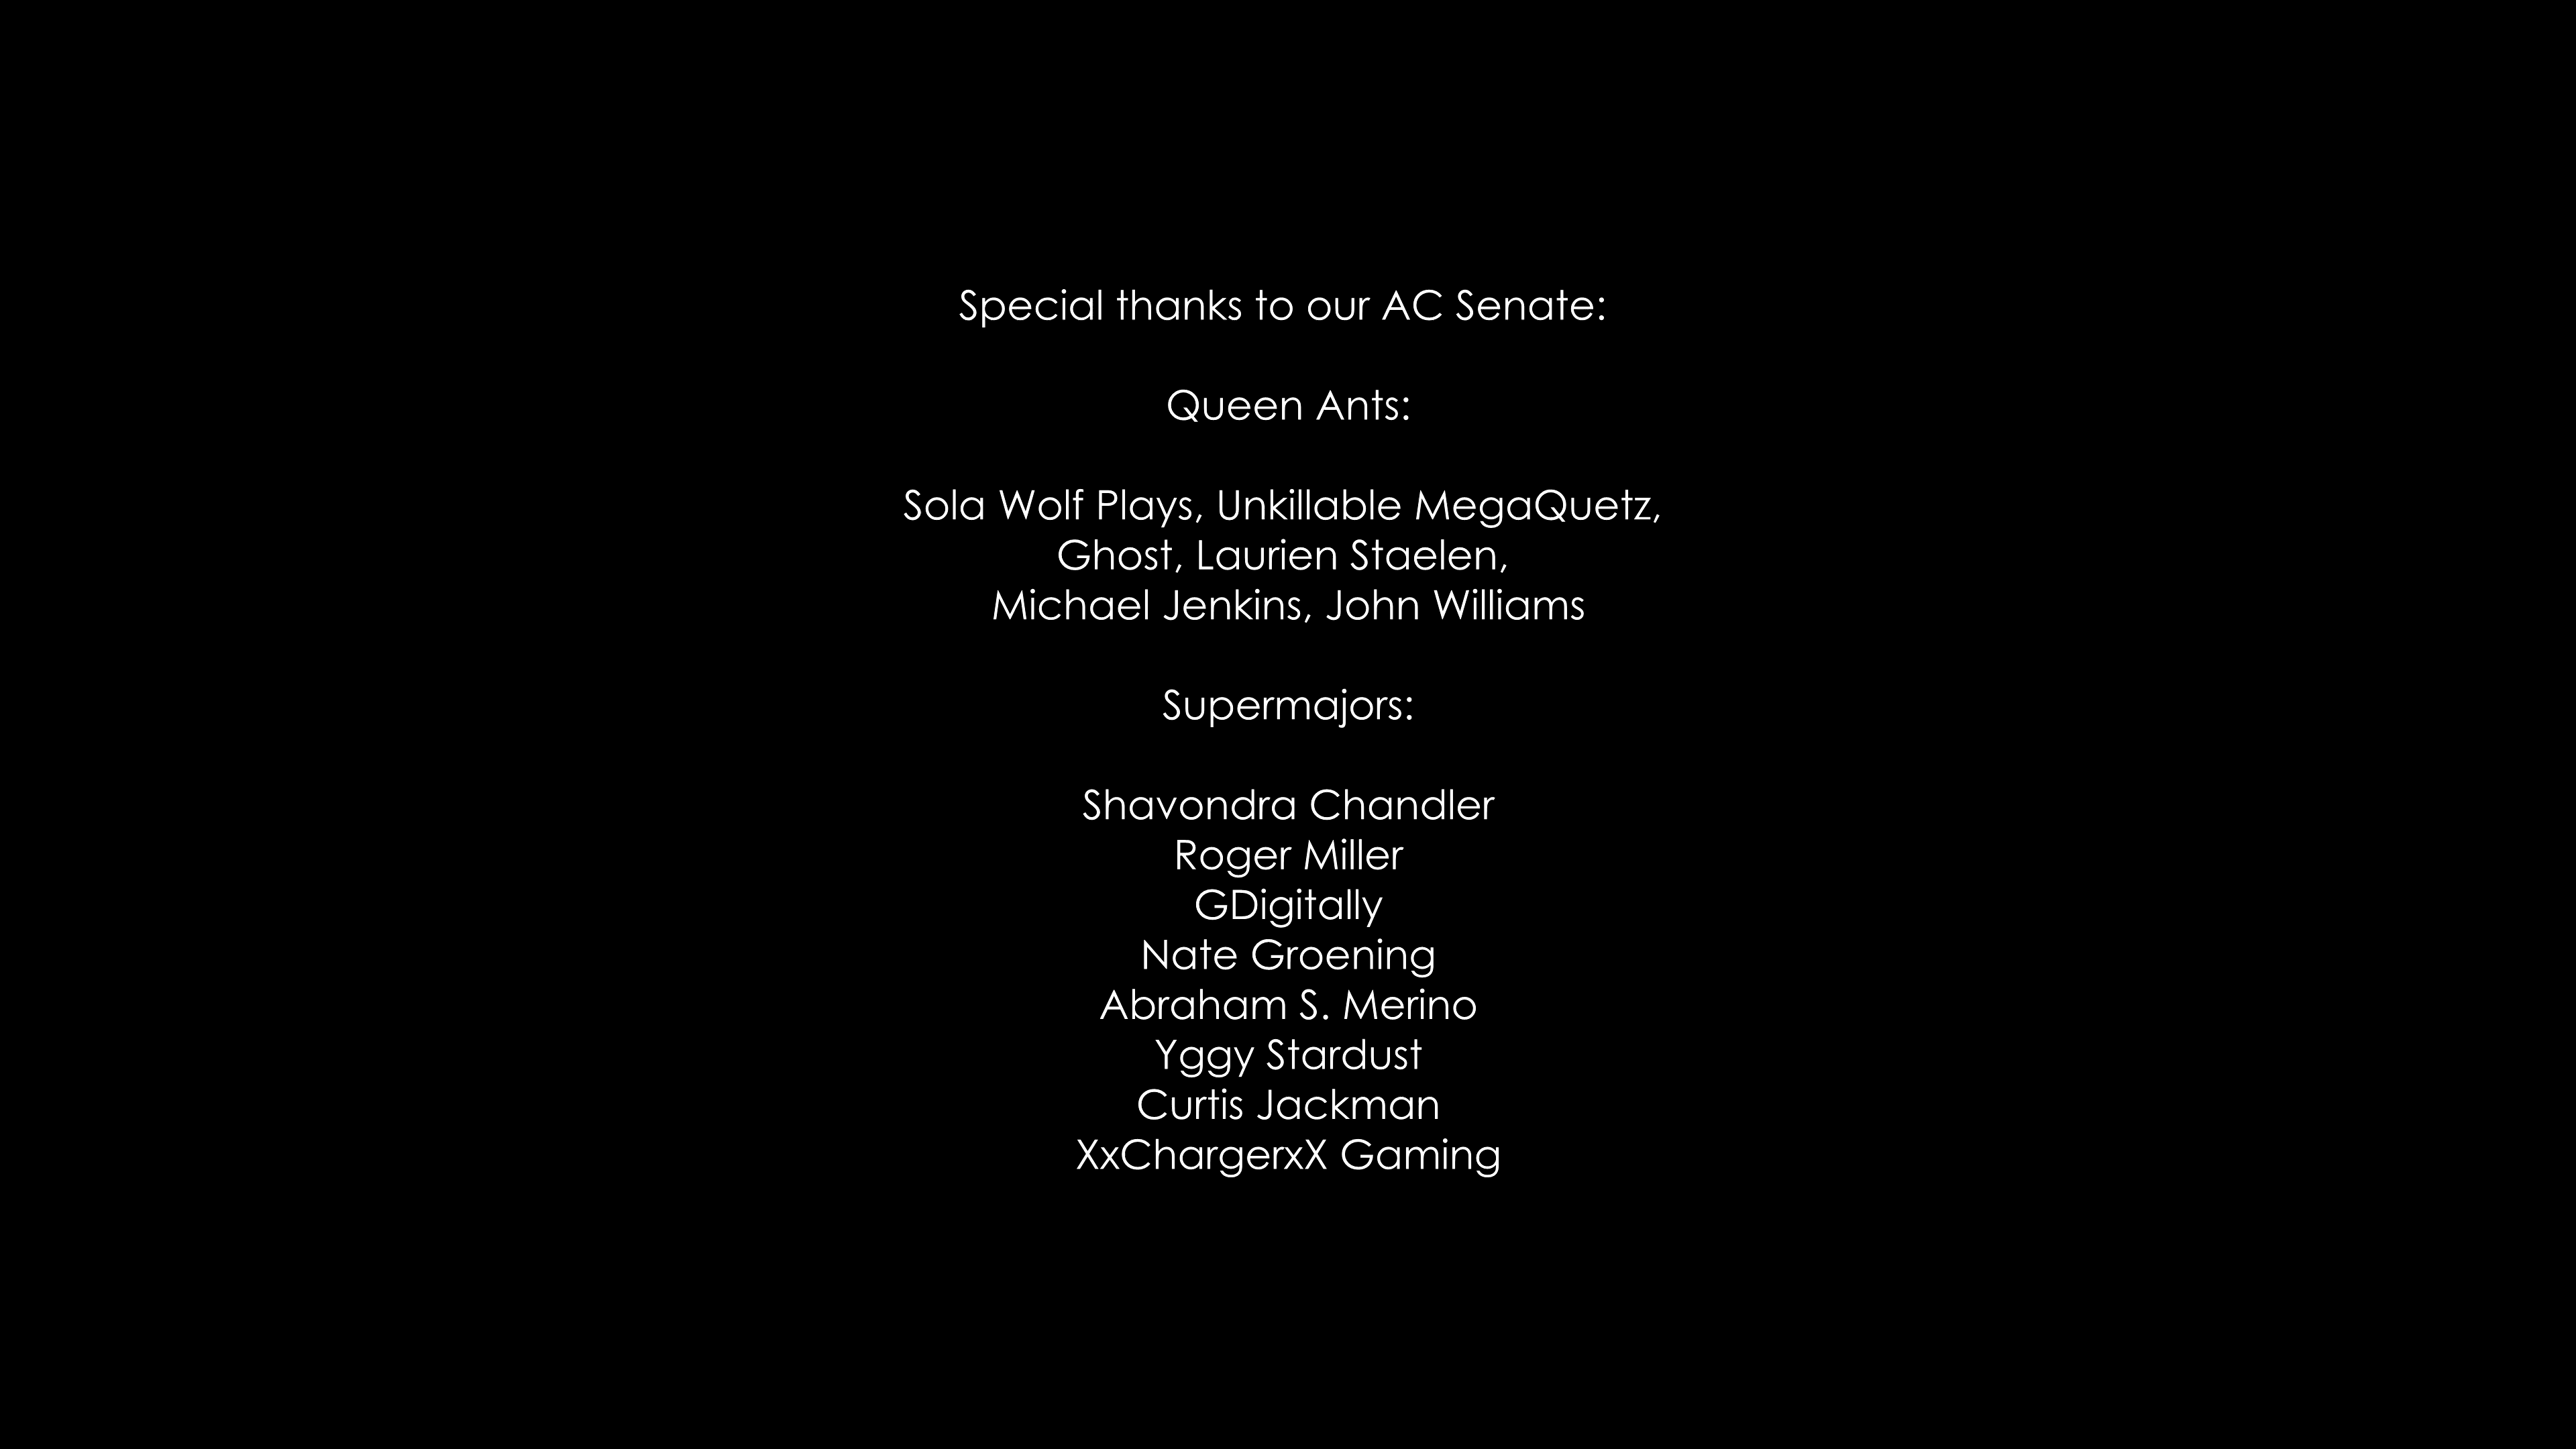 Special thanks to our AC Senate:
Queen Ants:
Sola Wolf Plays, Unkillable MegaQuetz,
Ghost, Laurien Staelen,
Michael Jenkins, John Williams
Supermajors:
Shavondra Chandler
Roger Miller
GDigitally
Nate Groening
Abraham S. Merino
Yggy Stardust
Curtis Jackman
XxChargerxX Gaming